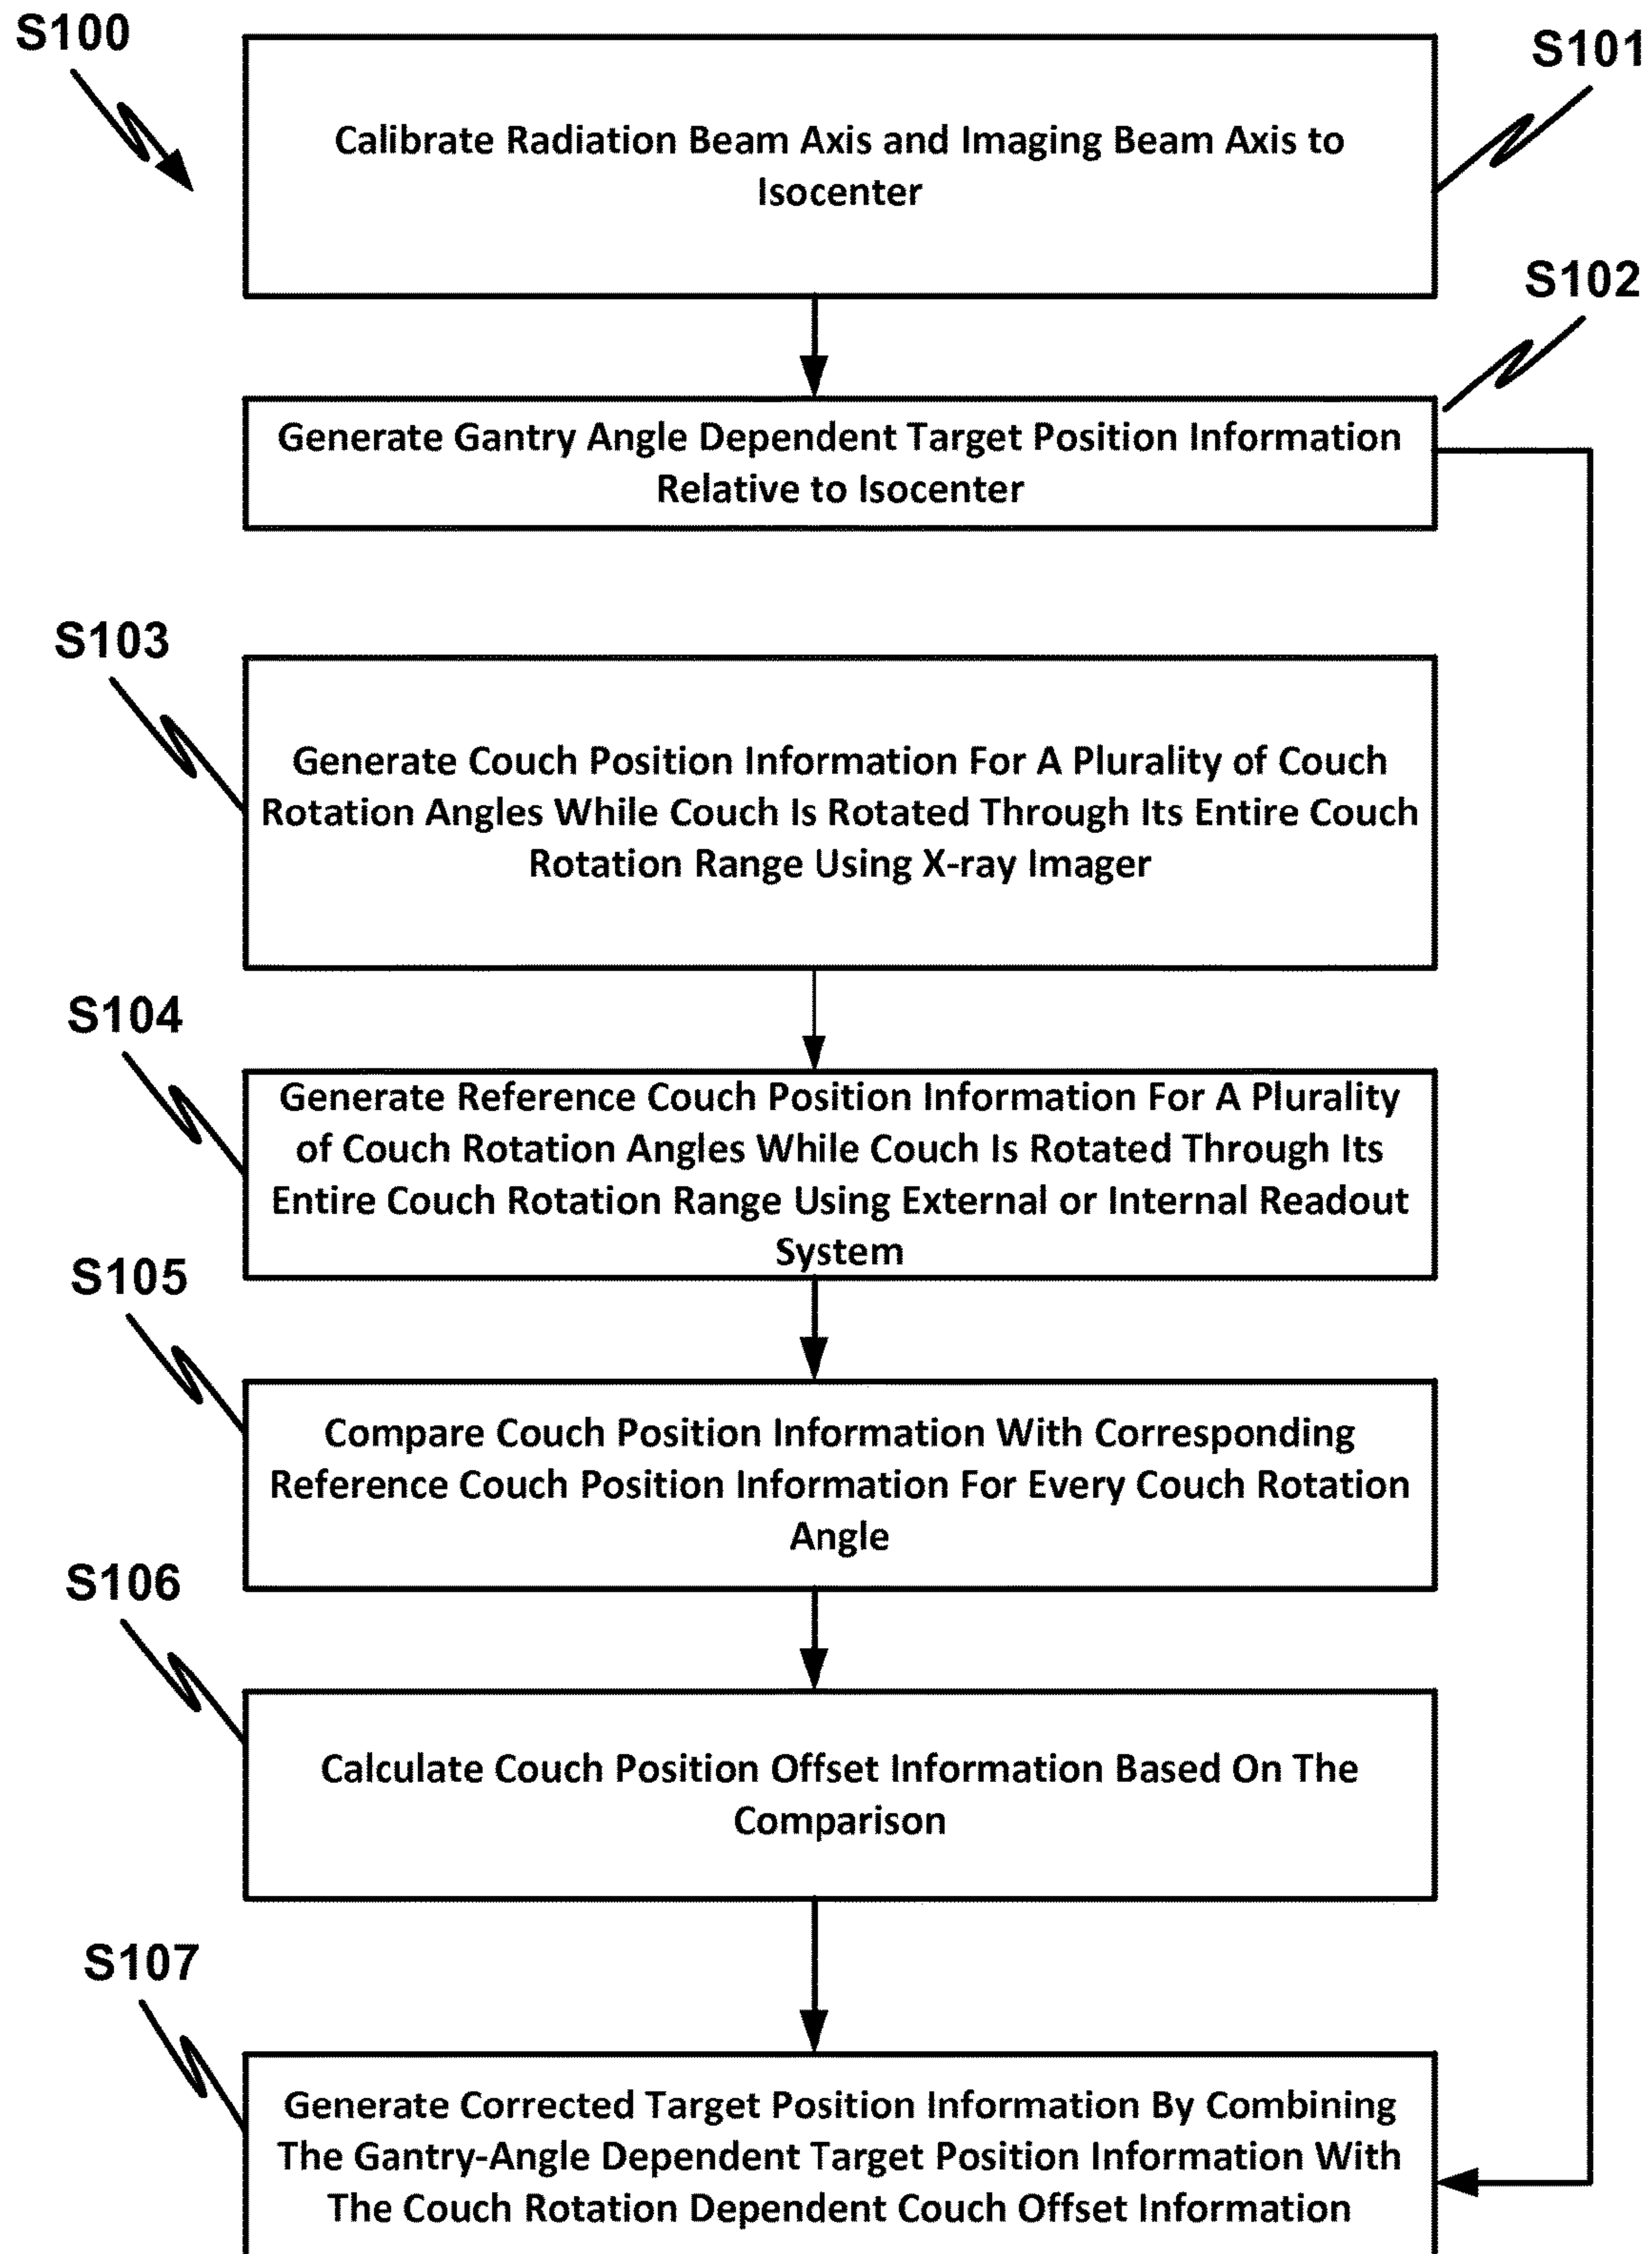 S100
S101
Calibrate Radiation Beam Axis and Imaging Beam Axis to
Isocenter
S102
Generate Gantry Angle Dependent Target Position Information
Relative to Isocenter
S103
Generate Couch Position Information For A Plurality of Couch
Rotation Angles While Couch Is Rotated Through Its Entire Couch
Rotation Range Using X-ray Imager
S104
Generate Reference Couch Position Information For A Plurality
of Couch Rotation Angles While Couch Is Rotated Through Its
Entire Couch Rotation Range Using External or Internal Readout
System
S105
Compare Couch Position Information With Corresponding
Reference Couch Position Information For Every Couch Rotation
Angle
S106
Calculate Couch Position Offset Information Based On The
Comparison
S107
Generate Corrected Target Position Information By Combining
The Gantry-Angle Dependent Target Position Information With
The Couch Rotation Dependent Couch Offset Information